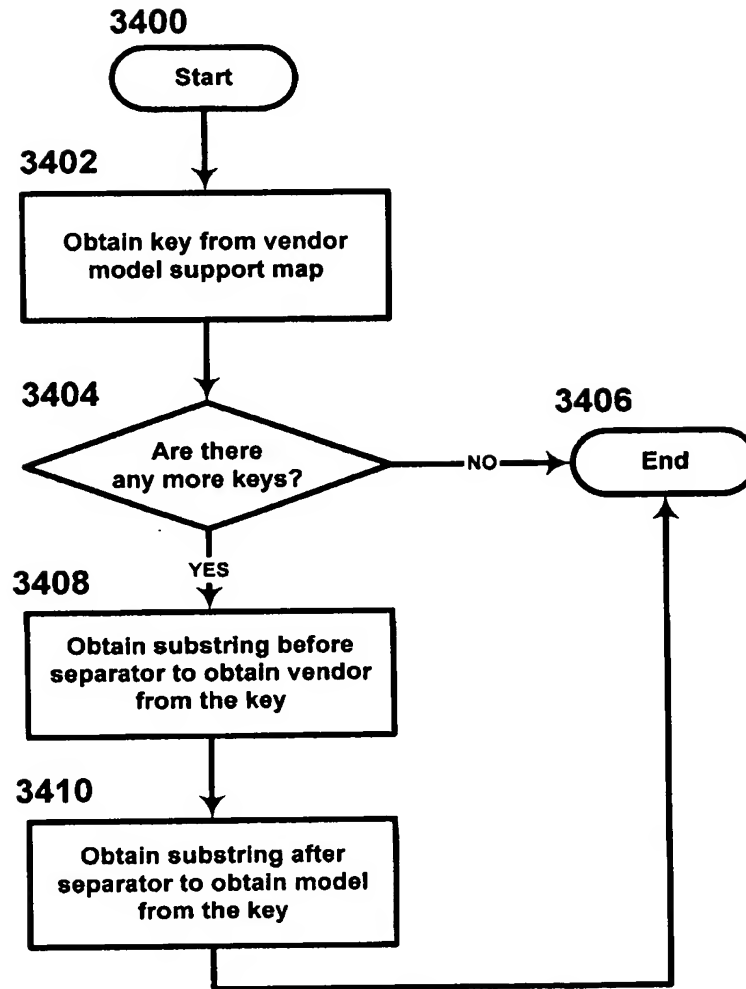 3400
Start
3402
Obtain key from vendor
model support map
3404
Are there
any more keys?
NO
3406
End
YES
3408
Obtain substring before
separator to obtain vendor
from the key
3410
Obtain substring after
separator to obtain model
from the key